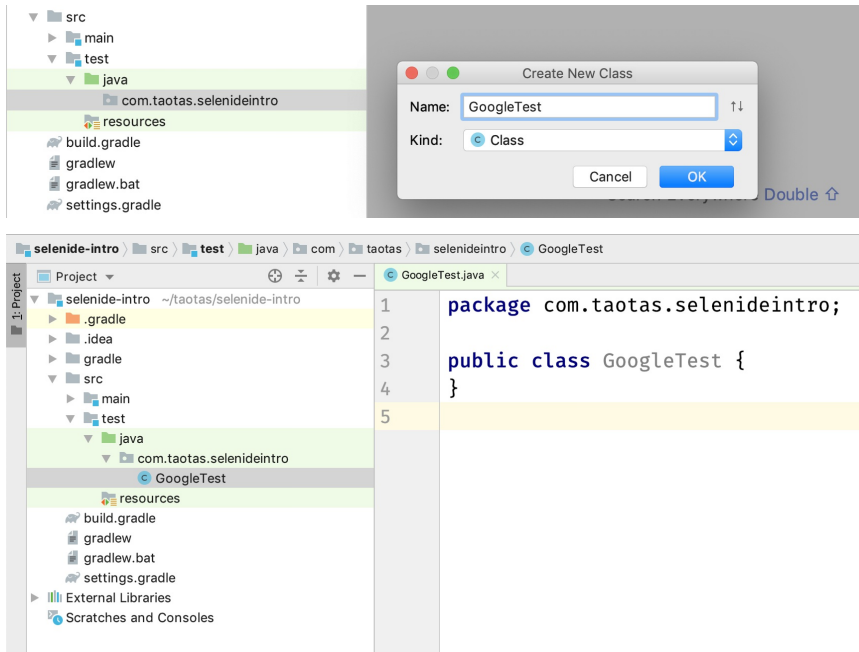 src
main
test
java
com.taotas.selenideintro
resources
build.gradle
gradlew
gradlew.bat
settings.gradle
Create New Class
Name: GoogleTest
Kind: C Class
Cancel OK
Search Everywhere Double
selenide-intro src test java com taotas selenideintro C GoogleTest
1: Project
Project
selenide-intro ~/taotas/selenide-intro
.gradle
.idea
gradle
src
main
test
java
com.taotas.selenideintro
C GoogleTest
resources
build.gradle
gradlew
gradlew.bat
settings.gradle
External Libraries
Scratches and Consoles
C GoogleTest.java
1 package com.taotas.selenideintro;
2
3 public class GoogleTest {
4 }
5